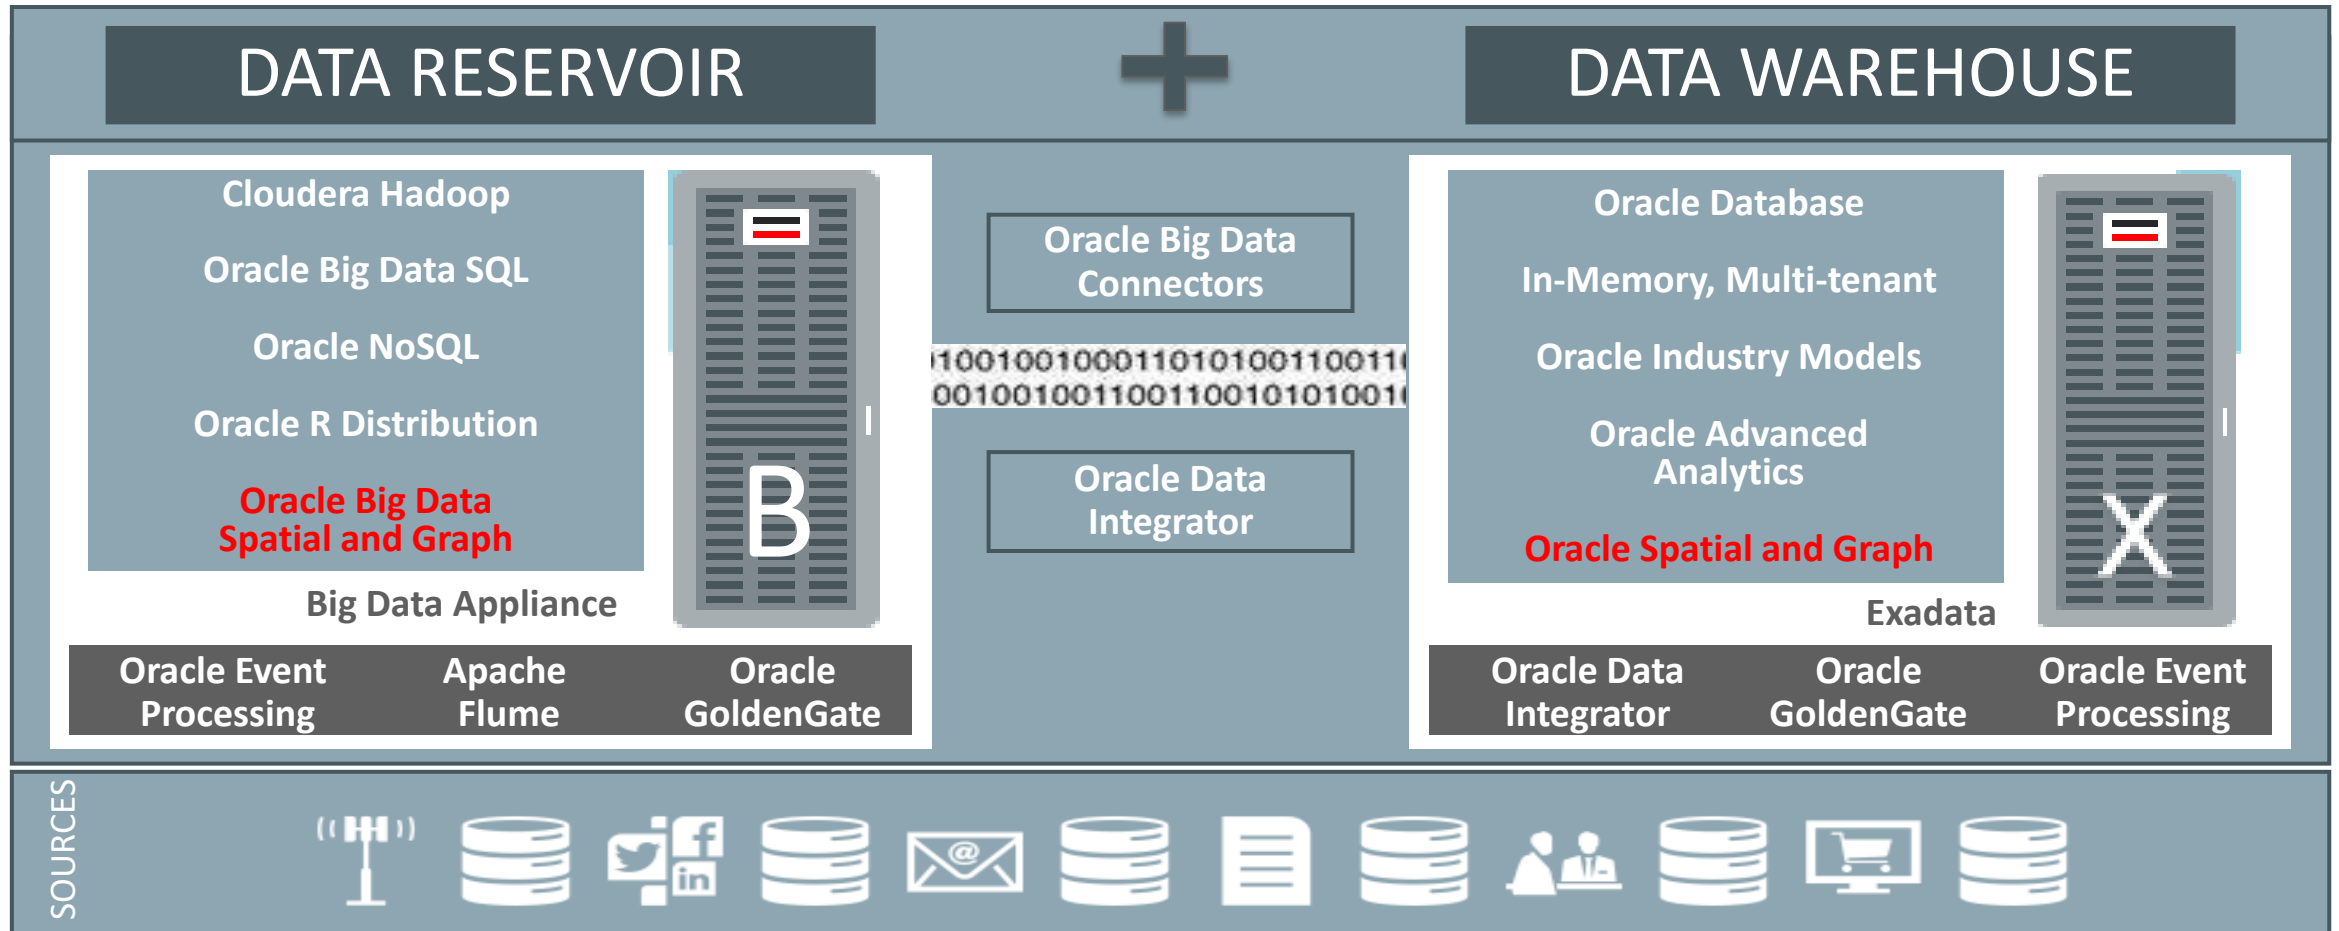 DATA RESERVOIR
DATA WAREHOUSE
Cloudera Hadoop
Oracle Big Data SQL
Oracle NoSQL
Oracle R Distribution
Oracle Big Data
Spatial and Graph
B
Big Data Appliance
Oracle Event
Processing
Apache
Flume
Oracle
GoldenGate
Oracle Big Data
Connectors
10010010001101010011001
001001001100110010101001
Oracle Data
Integrator
Oracle Database
In-Memory, Multi-tenant
Oracle Industry Models
Oracle Advanced
Analytics
Oracle Spatial and Graph
X
Exadata
Oracle Data
Integrator
Oracle
GoldenGate
Oracle Event
Processing
SOURCES
f
in
@